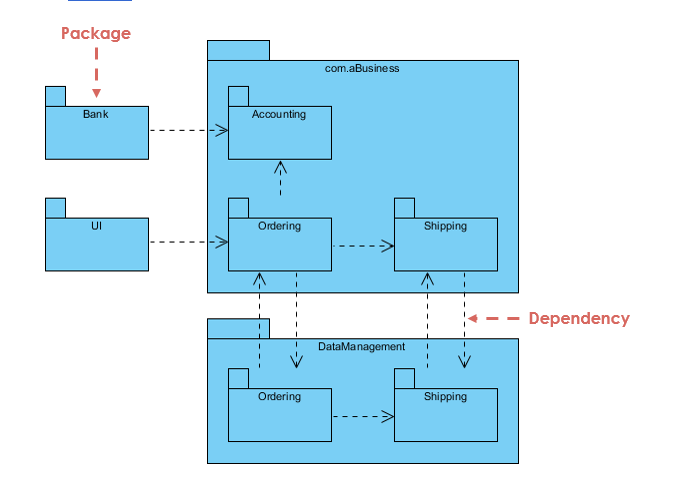 Package
com.aBusiness
Bank
Accounting
UI
Ordering
Shipping
Dependency
DataManagement
Ordering
Shipping